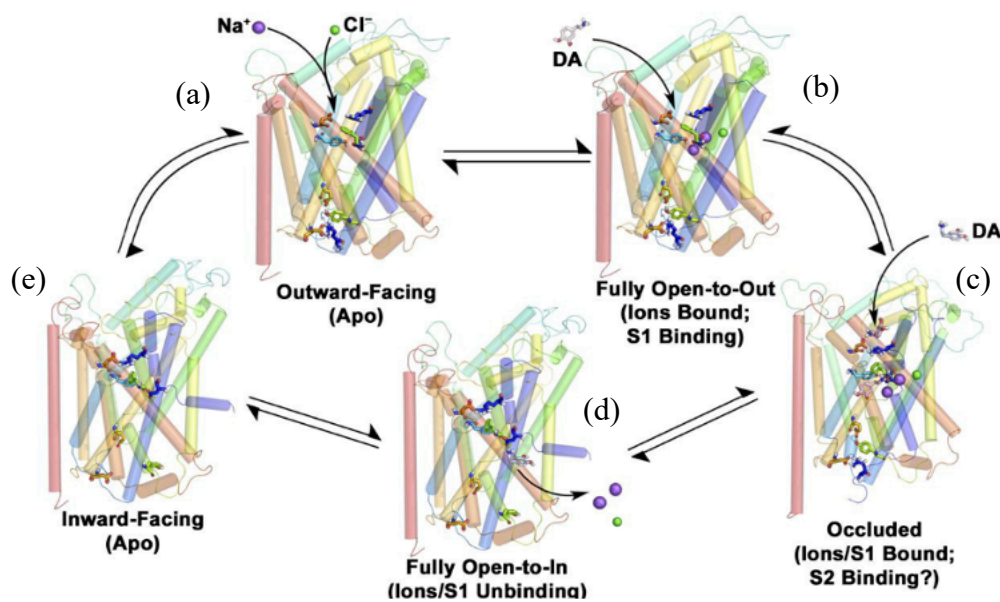 Na⁺
Cl⁻
DA
(a)
(b)
Outward-Facing
(Apo)
Fully Open-to-Out
(Ions Bound;
S1 Binding)
DA
(c)
(e)
(d)
Inward-Facing
(Apo)
Fully Open-to-In
(Ions/S1 Unbinding)
Occluded
(Ions/S1 Bound;
S2 Binding?)